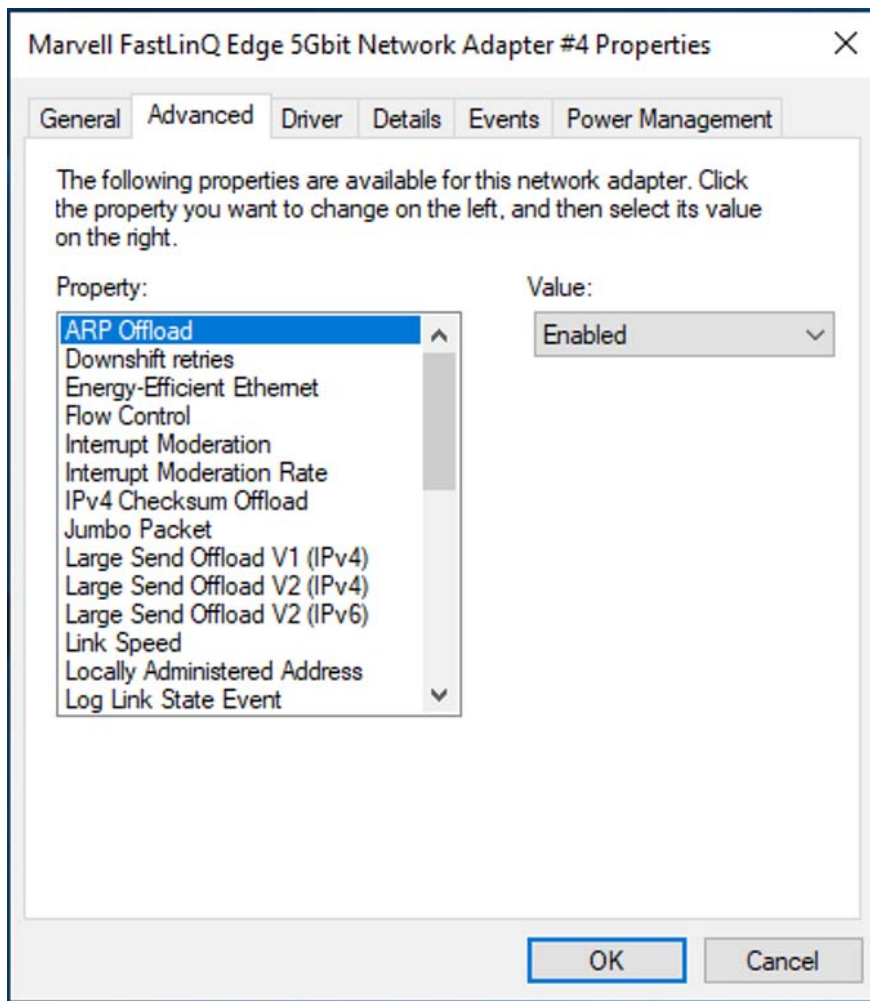 Marvell FastLinQ Edge 5Gbit Network Adapter #4 Properties
General Advanced Driver Details Events Power Management
The following properties are available for this network adapter. Click
the property you want to change on the left, and then select its value
on the right.
Property: Value:
ARP Offload Enabled
Downshift retries
Energy-Efficient Ethernet
Flow Control
Interrupt Moderation
Interrupt Moderation Rate
IPv4 Checksum Offload
Jumbo Packet
Large Send Offload V1 (IPv4)
Large Send Offload V2 (IPv4)
Large Send Offload V2 (IPv6)
Link Speed
Locally Administered Address
Log Link State Event
OK Cancel